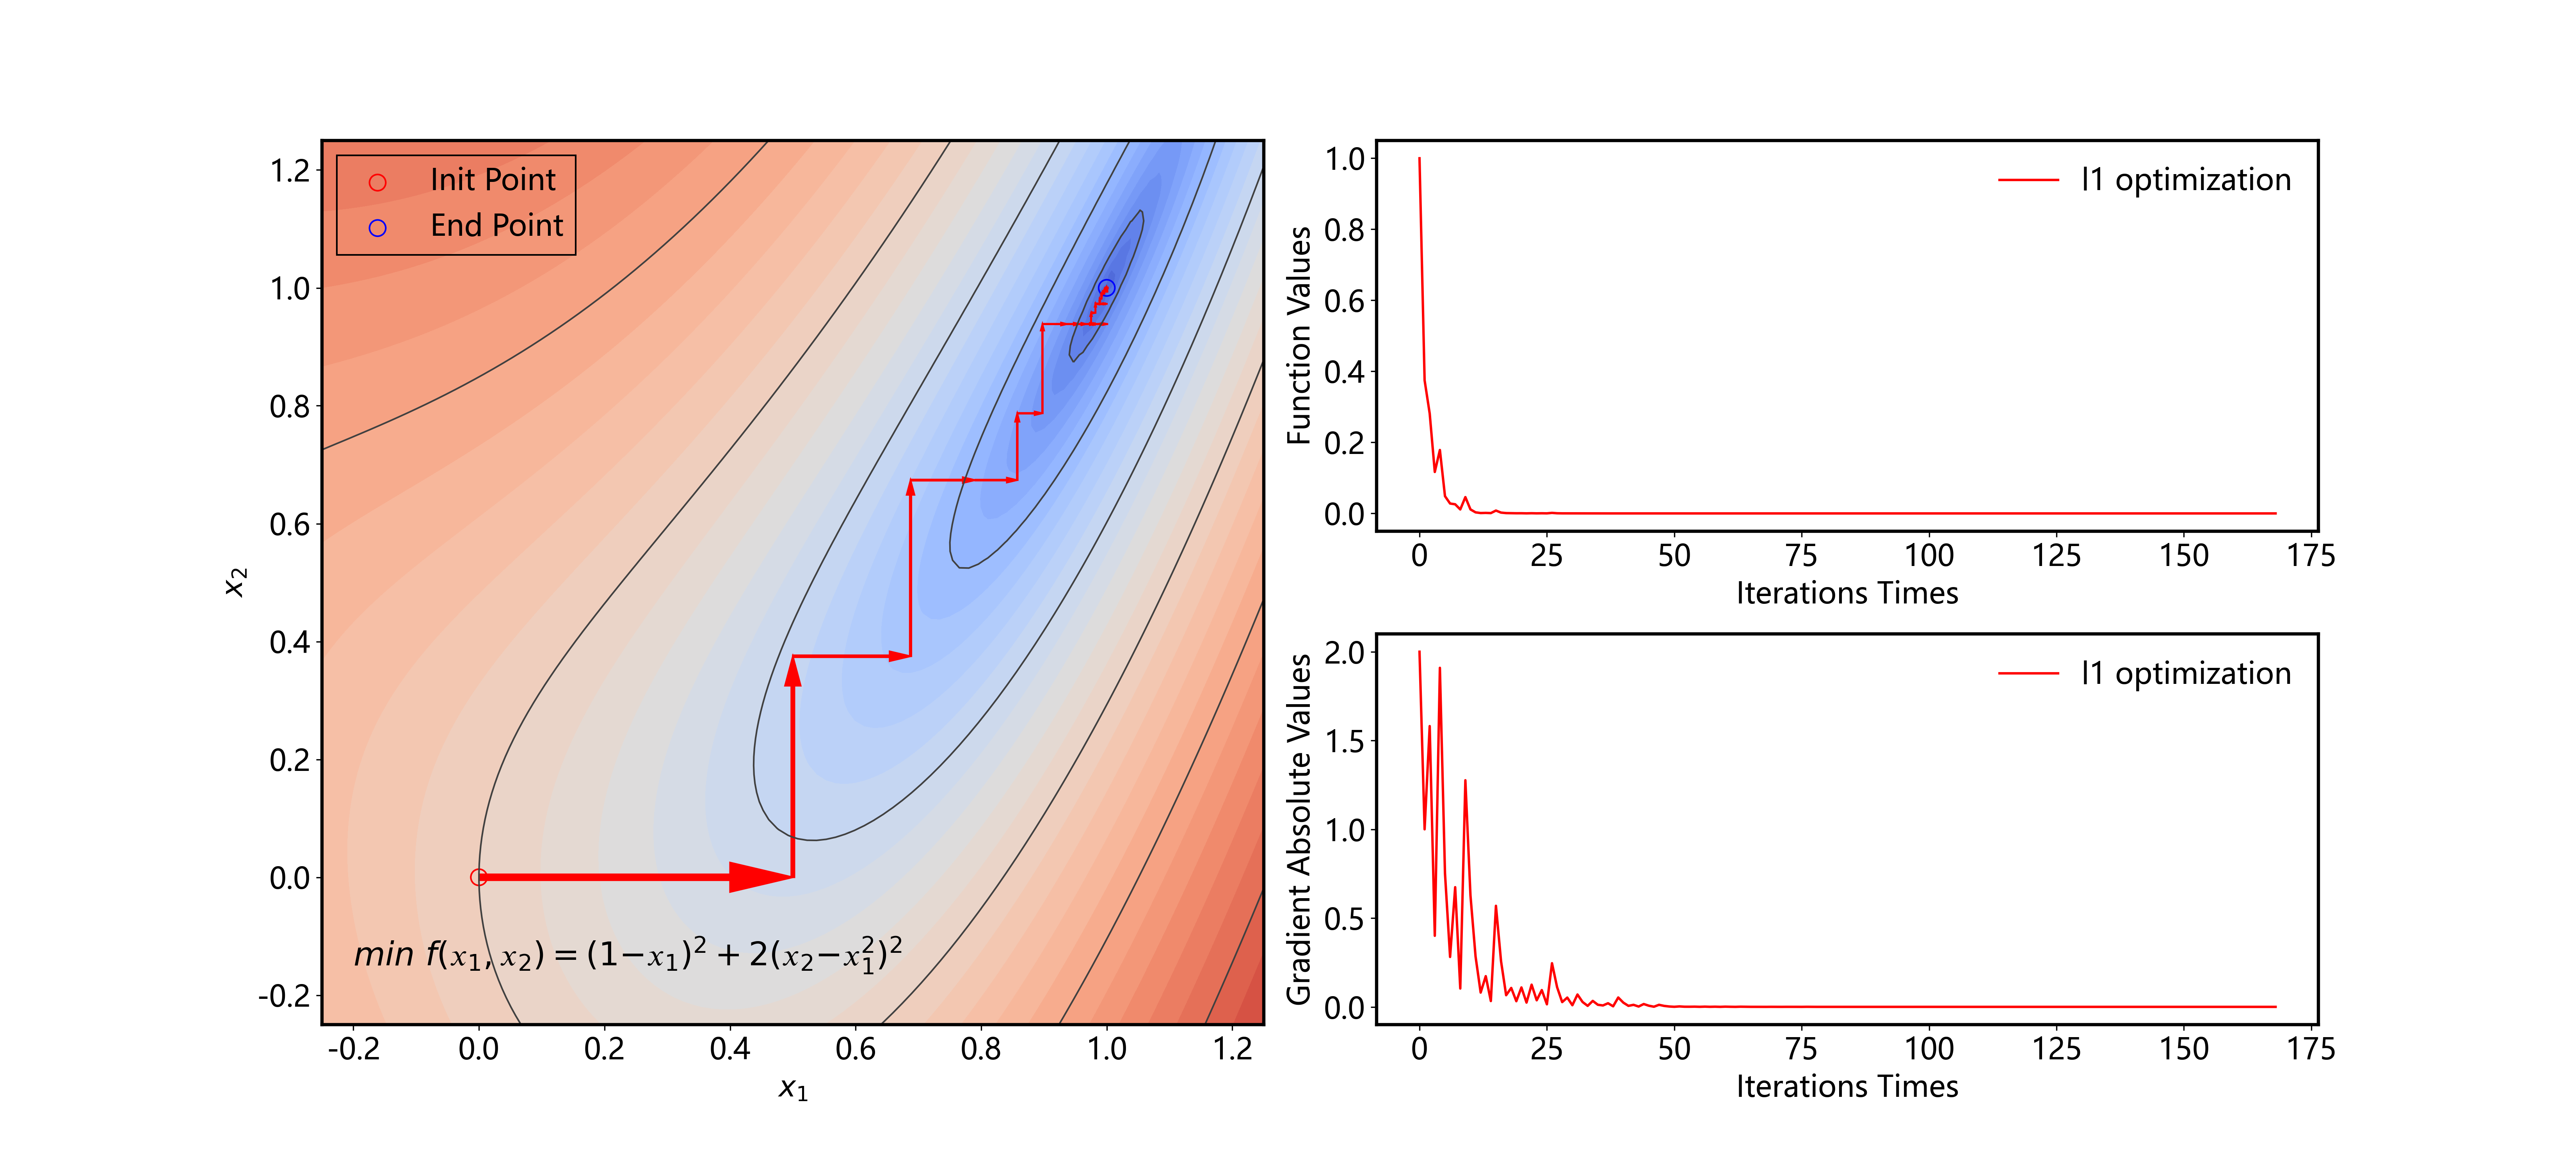 Init Point
End Point
1.2
1.0
0.8
0.6
0.4
0.2
0.0
-0.2
x₂
min f(x₁, x₂) = (1−x₁)² + 2(x₂−x₁²)²
-0.2 0.0 0.2 0.4 0.6 0.8 1.0 1.2
x₁
l1 optimization
1.0
0.8
0.6
0.4
0.2
0.0
Function Values
0 25 50 75 100 125 150 175
Iterations Times
l1 optimization
2.0
1.5
1.0
0.5
0.0
Gradient Absolute Values
0 25 50 75 100 125 150 175
Iterations Times